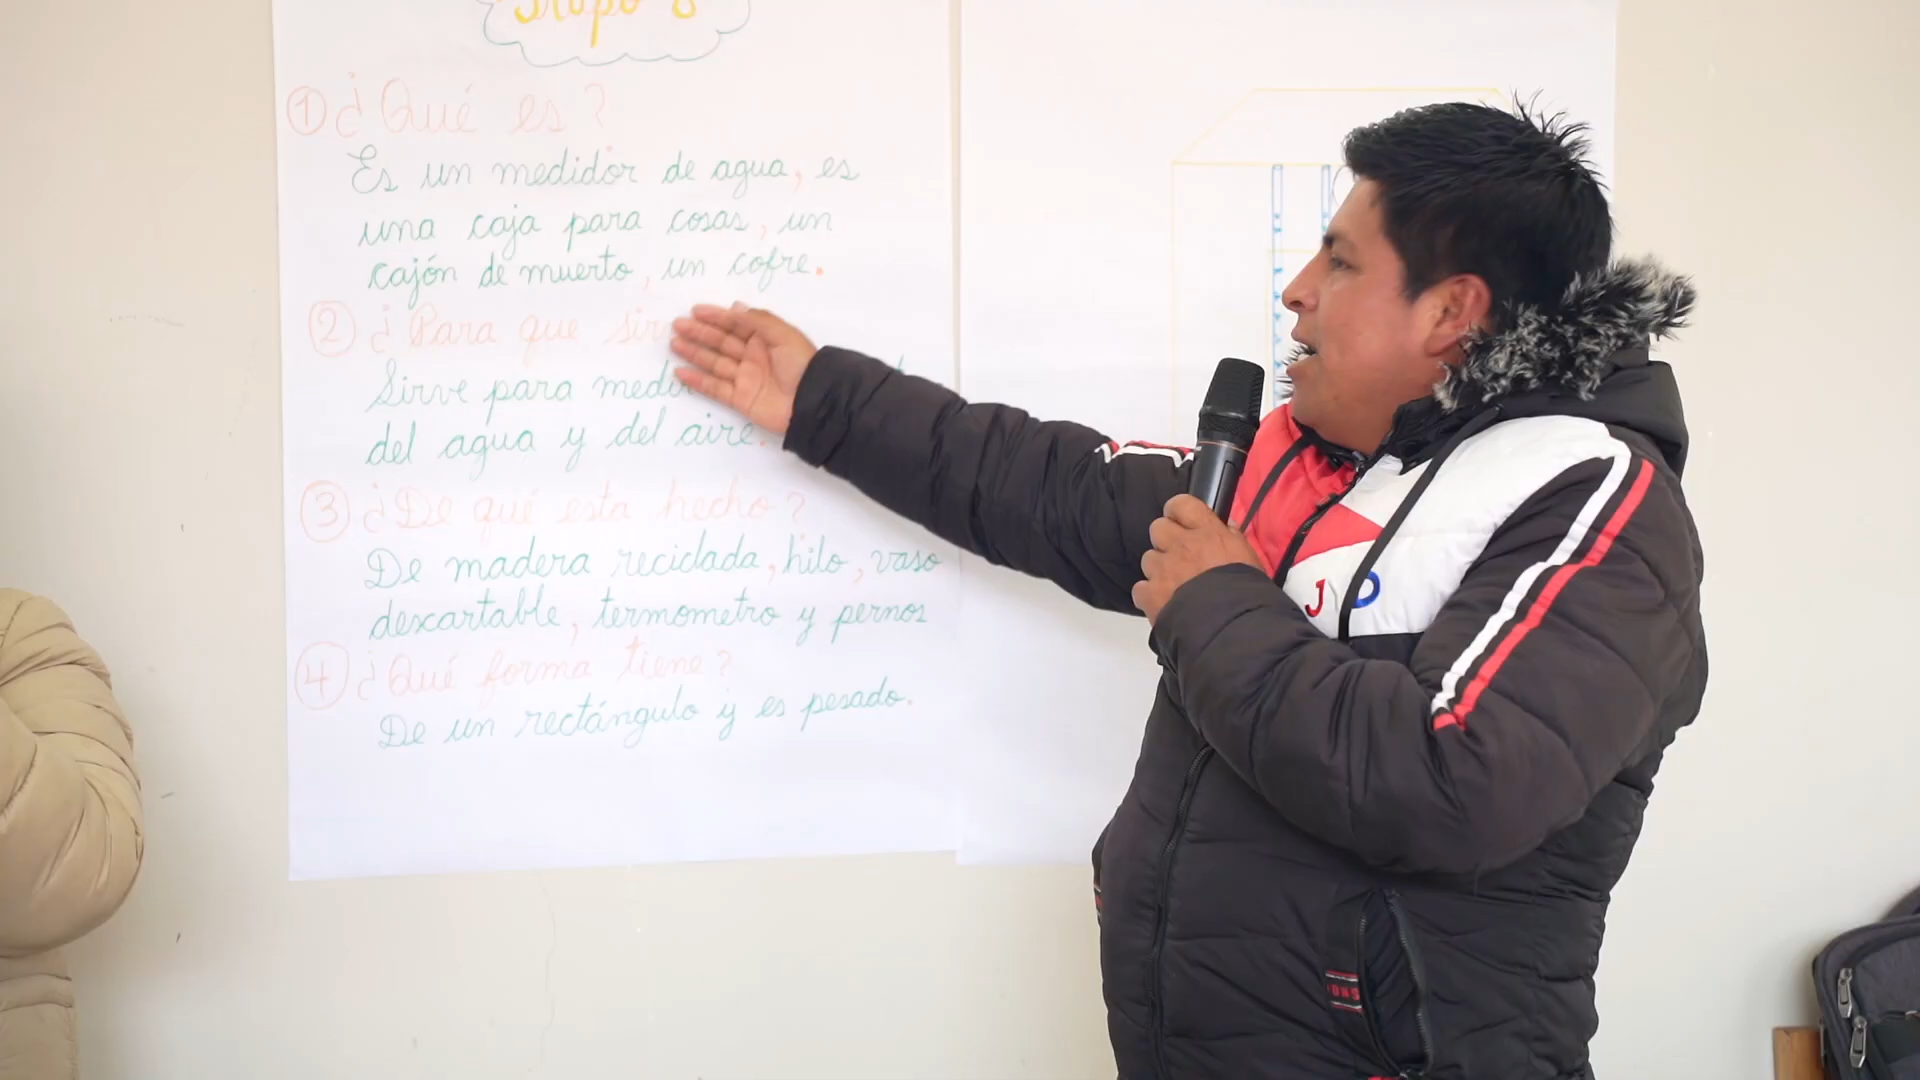 Grupo
① ¿Qué es?
Es un medidor de agua, es
una caja para cosas, un
cajón de muerto, un cofre.
② ¿Para que
Sirve para
del agua y del aire.
③ ¿De qué esta hecho?
De madera reciclada, hilo, vaso
descartable, termometro y pernos
④ ¿Qué forma tiene?
De un rectángulo y es pesado.
J D